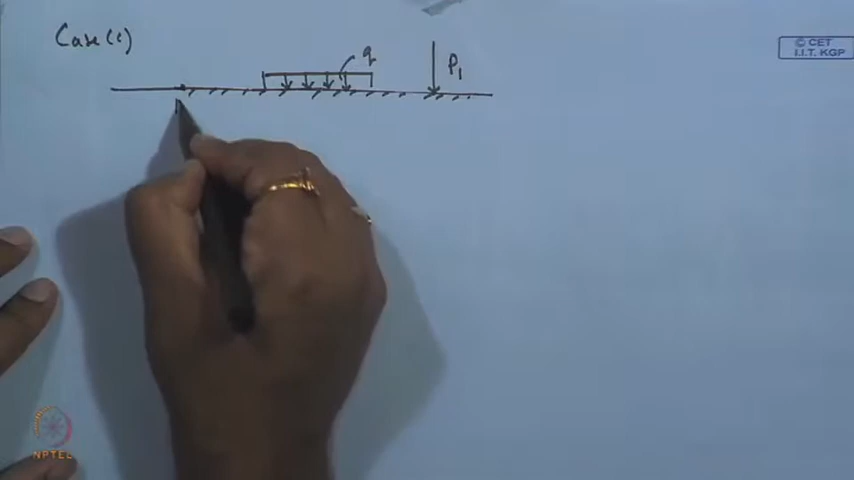 Case (i)
q
P1
© CET
I.I.T. KGP
NPTEL